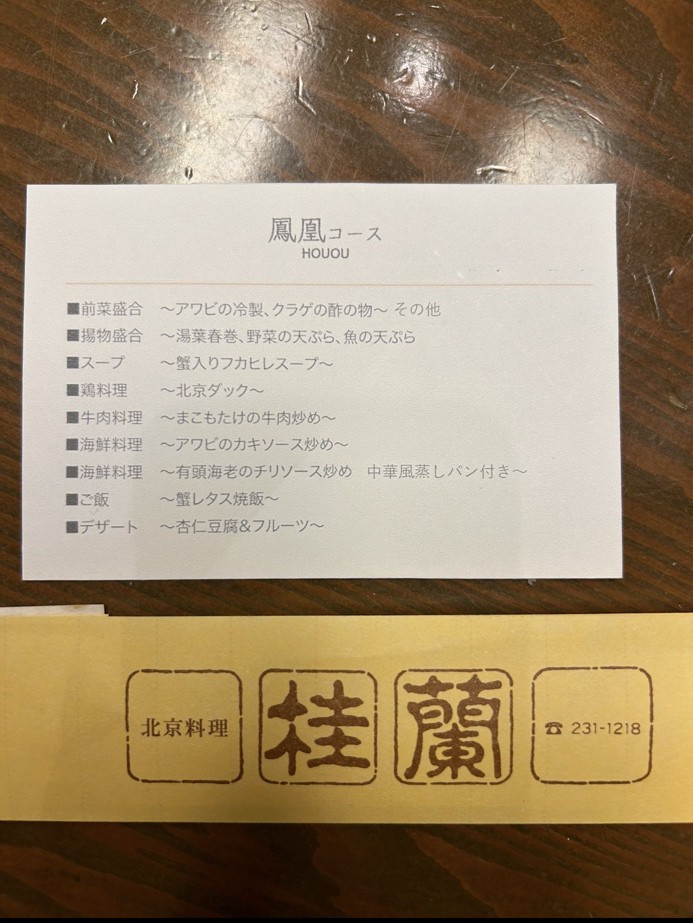 鳳凰コース
HOUOU
■前菜盛合 ～アワビの冷製、クラゲの酢の物～ その他
■揚物盛合 ～湯葉春巻、野菜の天ぷら、魚の天ぷら
■スープ ～蟹入りフカヒレスープ～
■鶏料理 ～北京ダック～
■牛肉料理 ～まこもたけの牛肉炒め～
■海鮮料理 ～アワビのカキソース炒め～
■海鮮料理 ～有頭海老のチリソース炒め 中華風蒸しパン付き～
■ご飯 ～蟹レタス焼飯～
■デザート ～杏仁豆腐&フルーツ～
北京料理 桂蘭 ☎ 231-1218